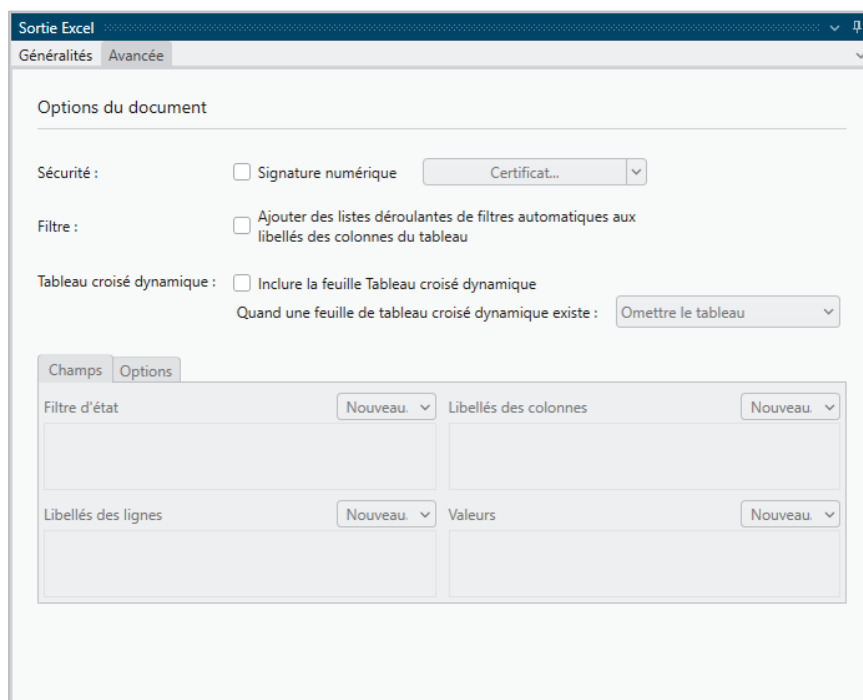 Sortie Excel
Généralités Avancée
Options du document
Sécurité : Signature numérique Certificat...
Filtre : Ajouter des listes déroulantes de filtres automatiques aux
libellés des colonnes du tableau
Tableau croisé dynamique : Inclure la feuille Tableau croisé dynamique
Quand une feuille de tableau croisé dynamique existe : Omettre le tableau
Champs Options
Filtre d'état Nouveau. Libellés des colonnes Nouveau.
Libellés des lignes Nouveau. Valeurs Nouveau.